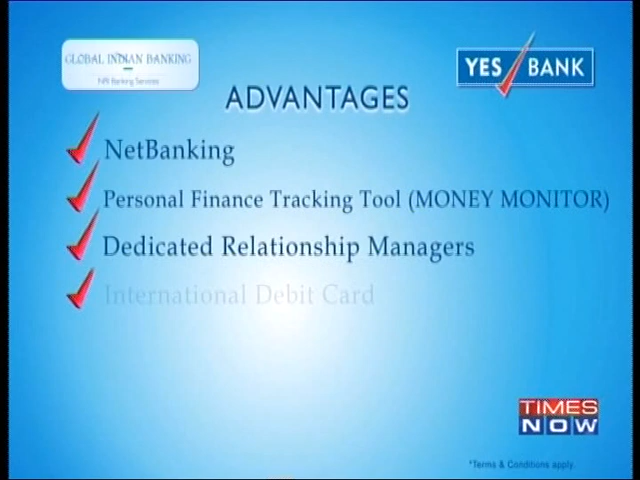 GLOBAL INDIAN BANKING
NRI Banking Services
YES BANK
ADVANTAGES
NetBanking
Personal Finance Tracking Tool (MONEY MONITOR)
Dedicated Relationship Managers
International Debit Card
TIMES
NOW
*Terms & Conditions apply.